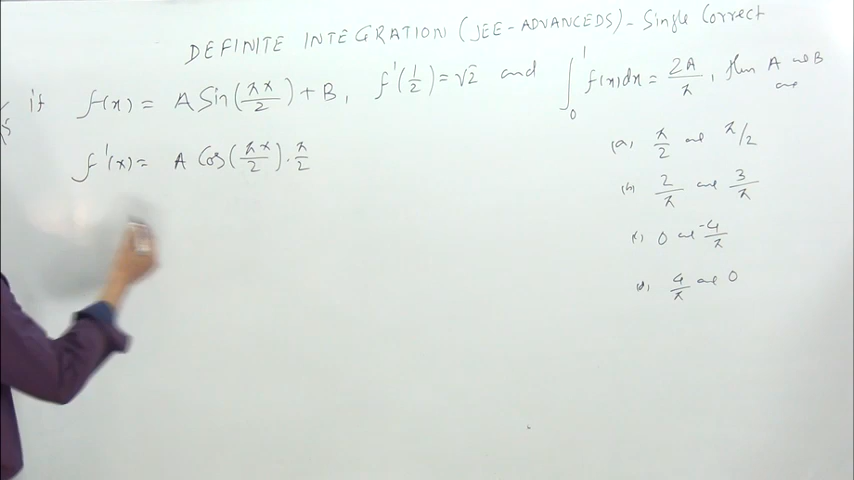 DEFINITE INTEGRATION (JEE-ADVANCEDS) - Single Correct
if f(x) = A Sin(πx/2) + B, f'(1/2) = √2 and ∫₀¹ f(x)dx = 2A/π, then A and B are
f'(x) = A Cos(πx/2) · π/2
(a) π/2 and π/2
(b) 2/π and 3/π
(c) 0 and -4/π
(d) 4/π and 0